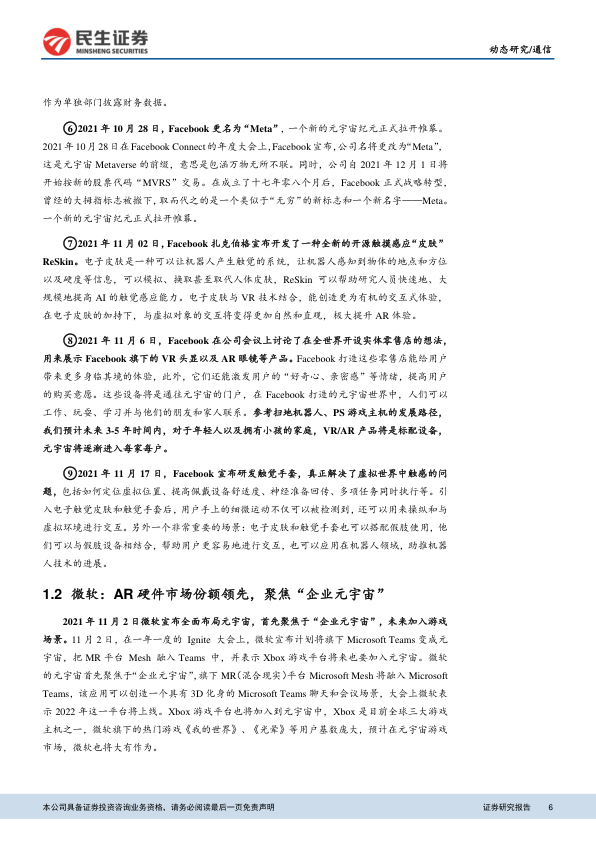 民生证券
MINSHENG SECURITIES
动态研究/通信
作为单独部门披露财务数据。
⑥2021 年 10 月 28 日，Facebook 更名为“Meta”，一个新的元宇宙纪元正式拉开帷幕。
2021 年 10 月 28 日在 Facebook Connect 的年度大会上，Facebook 宣布，公司名将更改为“Meta”，
这是元宇宙 Metaverse 的前缀，意思是包涵万物无所不联。同时，公司自 2021 年 12 月 1 日将
开始按新的股票代码“MVRS”交易。在成立了十七年零八个月后，Facebook 正式战略转型，
曾经的大拇指标志被撤下，取而代之的是一个类似于“无穷”的新标志和一个新名字——Meta。
一个新的元宇宙纪元正式拉开帷幕。
⑦2021 年 11 月 02 日，Facebook 扎克伯格宣布开发了一种全新的开源触摸感应“皮肤”
ReSkin。电子皮肤是一种可以让机器人产生触觉的系统，让机器人感知到物体的地点和方位
以及硬度等信息，可以模拟、换取甚至取代人体皮肤，ReSkin 可以帮助研究人员快速地、大
规模地提高 AI 的触觉感应能力。电子皮肤与 VR 技术结合，能创造更为有机的交互式体验，
在电子皮肤的加持下，与虚拟对象的交互将变得更加自然和直观，极大提升 AR 体验。
⑧2021 年 11 月 6 日，Facebook 在公司会议上讨论了在全世界开设实体零售店的想法，
用来展示 Facebook 旗下的 VR 头显以及 AR 眼镜等产品。Facebook 打造这些零售店能给用户
带来更多身临其境的体验，此外，它们还能激发用户的“好奇心、亲密感”等情绪，提高用户
的购买意愿。这些设备将是通往元宇宙的门户，在 Facebook 打造的元宇宙世界中，人们可以
工作、玩耍、学习并与他们的朋友和家人联系。参考扫地机器人、PS 游戏主机的发展路径，
我们预计未来 3-5 年时间内，对于年轻人以及拥有小孩的家庭，VR/AR 产品将是标配设备，
元宇宙将逐渐进入每家每户。
⑨2021 年 11 月 17 日，Facebook 宣布研发触觉手套，真正解决了虚拟世界中触感的问
题，包括如何定位虚拟位置、提高佩戴设备舒适度、神经准备回传、多项任务同时执行等。引
入电子触觉皮肤和触觉手套后，用户手上的细微运动不仅可以被检测到，还可以用来操纵和与
虚拟环境进行交互。另外一个非常重要的场景：电子皮肤和触觉手套也可以搭配假肢使用，他
们可以与假肢设备相结合，帮助用户更容易地进行交互，也可以应用在机器人领域，助推机器
人技术的进展。
1.2 微软：AR 硬件市场份额领先，聚焦“企业元宇宙”
2021 年 11 月 2 日微软宣布全面布局元宇宙，首先聚焦于“企业元宇宙”，未来加入游戏
场景。11 月 2 日，在一年一度的 Ignite 大会上，微软宣布计划将旗下 Microsoft Teams 变成元
宇宙，把 MR 平台 Mesh 融入 Teams 中，并表示 Xbox 游戏平台将来也要加入元宇宙。微软
的元宇宙首先聚焦于“企业元宇宙”，旗下 MR（混合现实）平台 Microsoft Mesh 将融入 Microsoft
Teams，该应用可以创造一个具有 3D 化身的 Microsoft Teams 聊天和会议场景，大会上微软表
示 2022 年这一平台将上线。Xbox 游戏平台也将加入到元宇宙中，Xbox 是目前全球三大游戏
主机之一，微软旗下的热门游戏《我的世界》、《光晕》等用户基数庞大，预计在元宇宙游戏
市场，微软也将大有作为。
本公司具备证券投资咨询业务资格，请务必阅读最后一页免责声明
证券研究报告 6